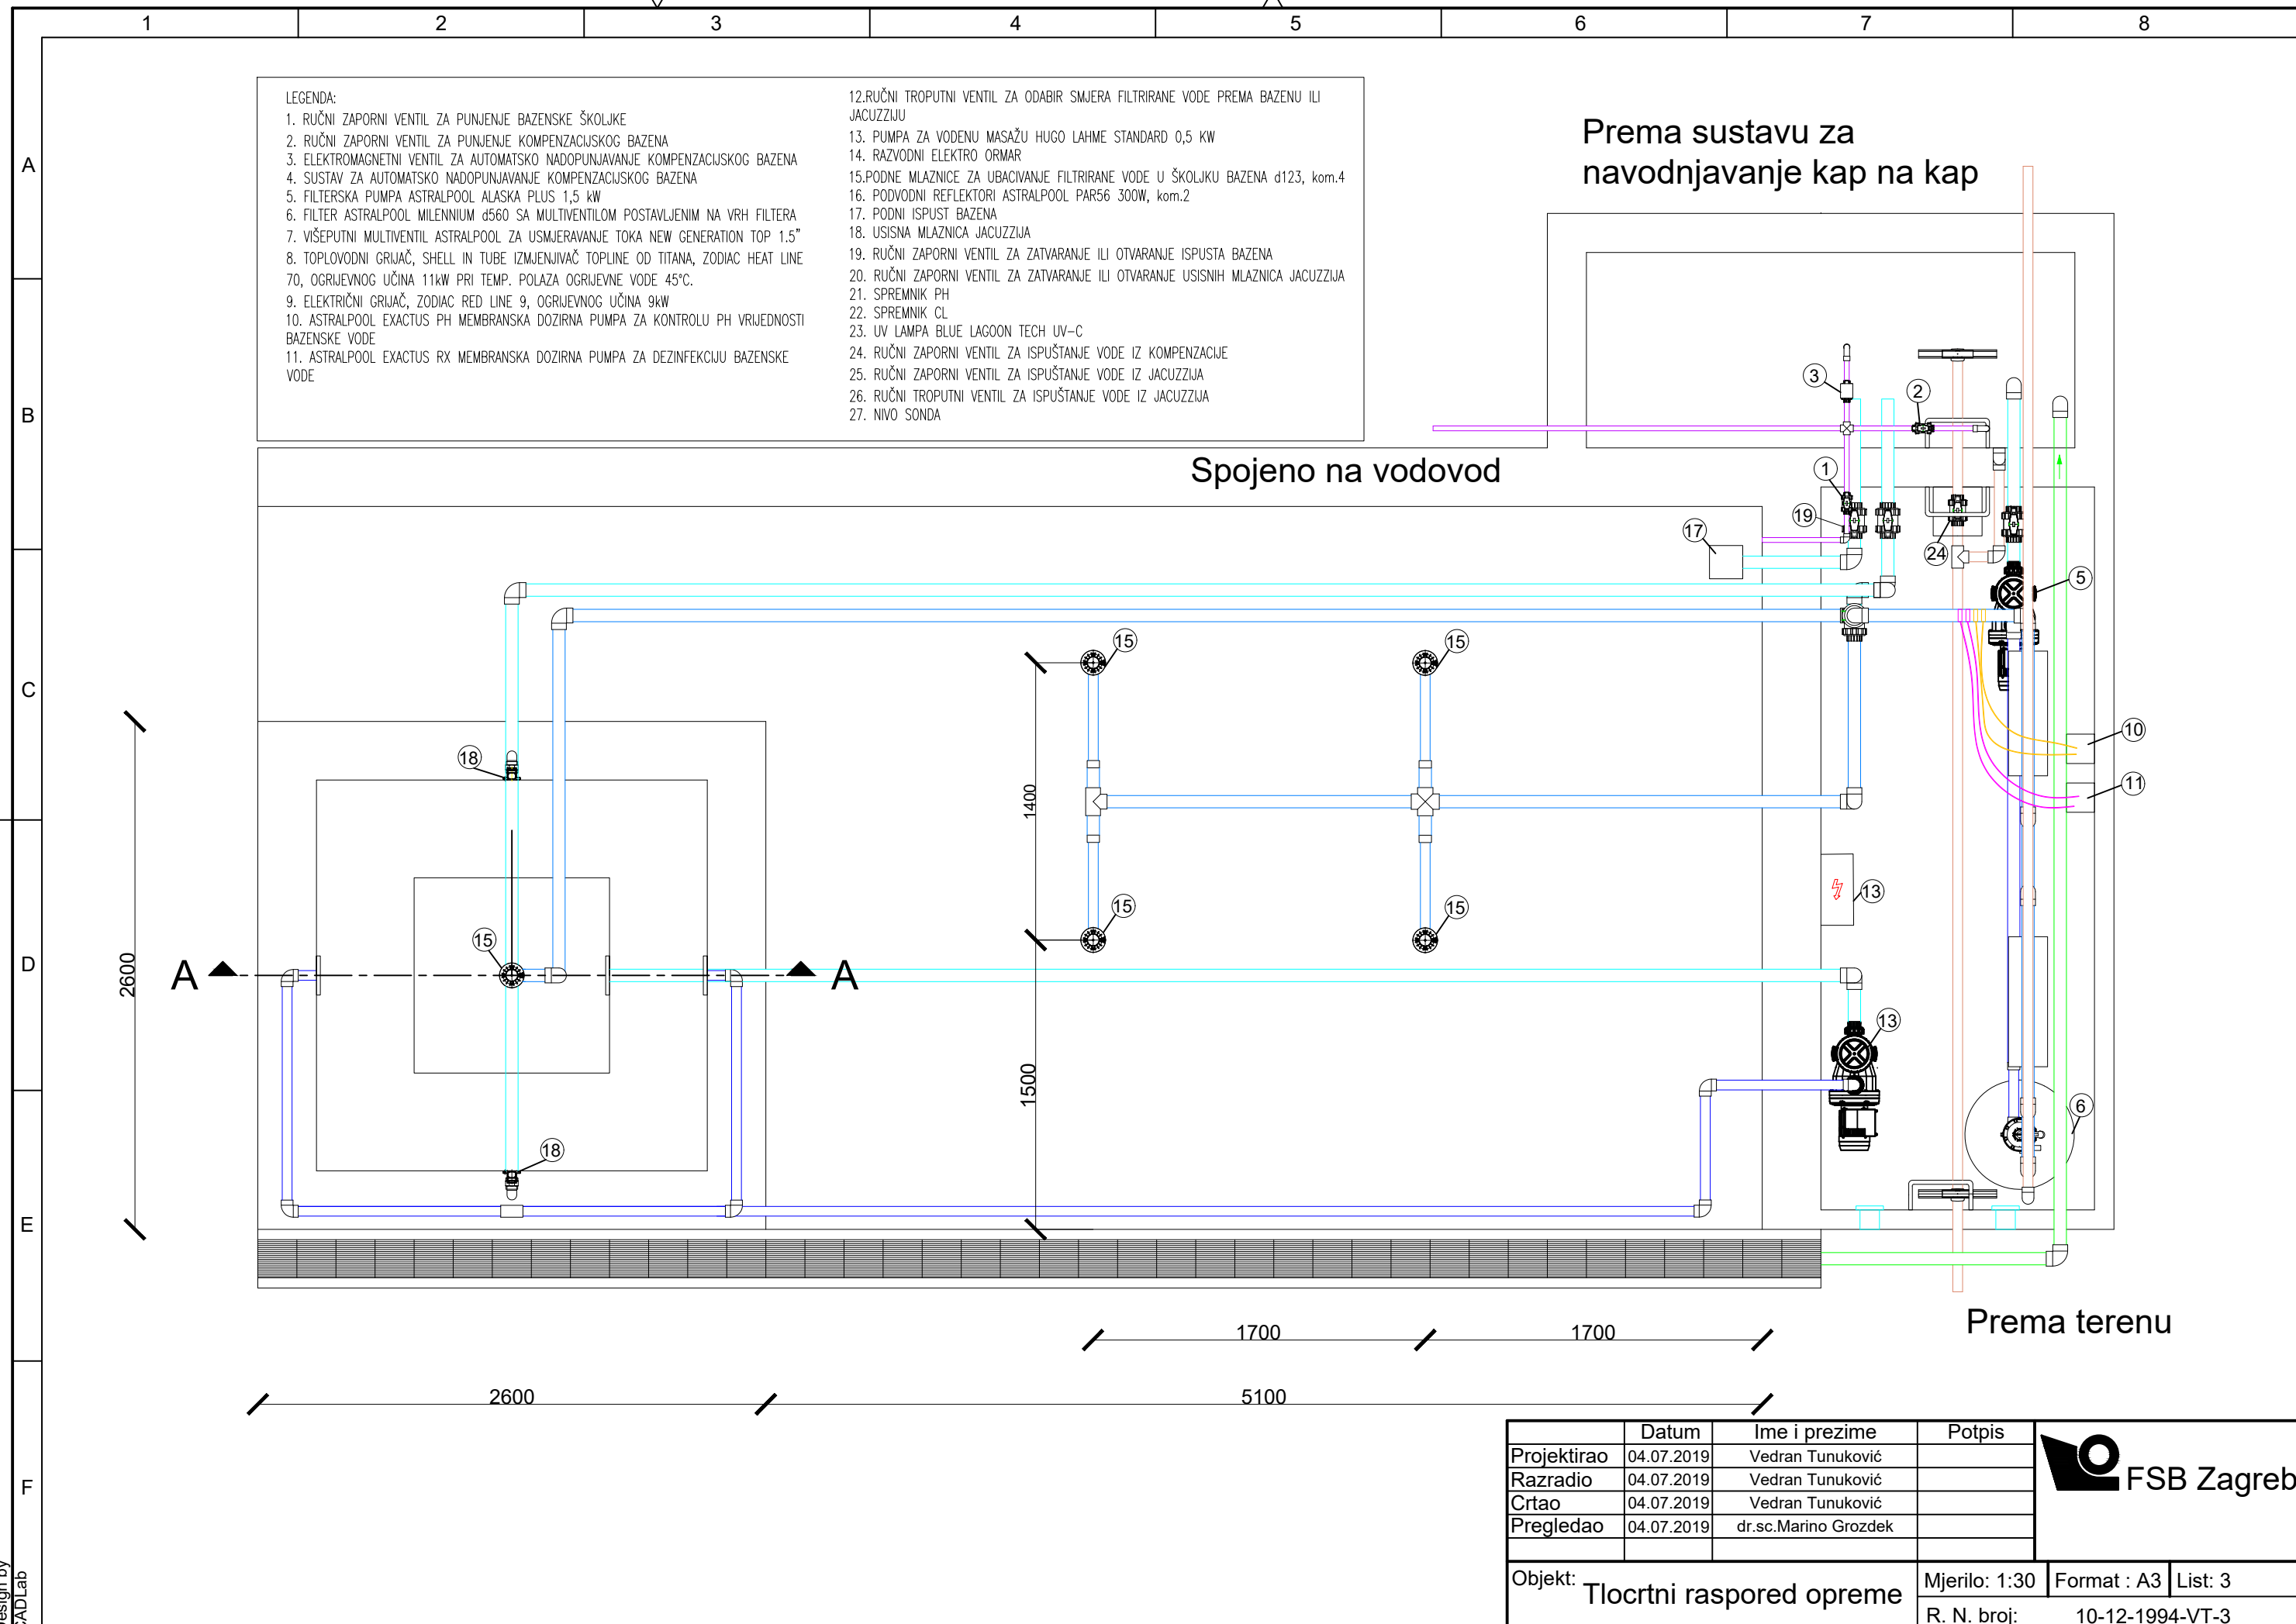 1 2 3 4 5 6 7 8
A
B
C
D
E
F
LEGENDA:
1. RUČNI ZAPORNI VENTIL ZA PUNJENJE BAZENSKE ŠKOLJKE
2. RUČNI ZAPORNI VENTIL ZA PUNJENJE KOMPENZACIJSKOG BAZENA
3. ELEKTROMAGNETNI VENTIL ZA AUTOMATSKO NADOPUNJAVANJE KOMPENZACIJSKOG BAZENA
4. SUSTAV ZA AUTOMATSKO NADOPUNJAVANJE KOMPENZACIJSKOG BAZENA
5. FILTERSKA PUMPA ASTRALPOOL ALASKA PLUS 1,5 kW
6. FILTER ASTRALPOOL MILENNIUM d560 SA MULTIVENTILOM POSTAVLJENIM NA VRH FILTERA
7. VIŠEPUTNI MULTIVENTIL ASTRALPOOL ZA USMJERAVANJE TOKA NEW GENERATION TOP 1.5"
8. TOPLOVODNI GRIJAČ, SHELL IN TUBE IZMJENJIVAČ TOPLINE OD TITANA, ZODIAC HEAT LINE
70, OGRIJEVNOG UČINA 11kW PRI TEMP. POLAZA OGRIJEVNE VODE 45°C.
9. ELEKTRIČNI GRIJAČ, ZODIAC RED LINE 9, OGRIJEVNOG UČINA 9kW
10. ASTRALPOOL EXACTUS PH MEMBRANSKA DOZIRNA PUMPA ZA KONTROLU PH VRIJEDNOSTI
BAZENSKE VODE
11. ASTRALPOOL EXACTUS RX MEMBRANSKA DOZIRNA PUMPA ZA DEZINFEKCIJU BAZENSKE
VODE
12.RUČNI TROPUTNI VENTIL ZA ODABIR SMJERA FILTRIRANE VODE PREMA BAZENU ILI
JACUZZIJU
13. PUMPA ZA VODENU MASAŽU HUGO LAHME STANDARD 0,5 KW
14. RAZVODNI ELEKTRO ORMAR
15.PODNE MLAZNICE ZA UBACIVANJE FILTRIRANE VODE U ŠKOLJKU BAZENA d123, kom.4
16. PODVODNI REFLEKTORI ASTRALPOOL PAR56 300W, kom.2
17. PODNI ISPUST BAZENA
18. USISNA MLAZNICA JACUZZIJA
19. RUČNI ZAPORNI VENTIL ZA ZATVARANJE ILI OTVARANJE ISPUSTA BAZENA
20. RUČNI ZAPORNI VENTIL ZA ZATVARANJE ILI OTVARANJE USISNIH MLAZNICA JACUZZIJA
21. SPREMNIK PH
22. SPREMNIK CL
23. UV LAMPA BLUE LAGOON TECH UV-C
24. RUČNI ZAPORNI VENTIL ZA ISPUŠTANJE VODE IZ KOMPENZACIJE
25. RUČNI ZAPORNI VENTIL ZA ISPUŠTANJE VODE IZ JACUZZIJA
26. RUČNI TROPUTNI VENTIL ZA ISPUŠTANJE VODE IZ JACUZZIJA
27. NIVO SONDA
Prema sustavu za
navodnjavanje kap na kap
Spojeno na vodovod
3
2
1
19
17
24
5
15
15
10
11
18
1400
13
15
15
15
2600
A
A
13
1500
6
18
Prema terenu
1700 1700
2600 5100
Datum Ime i prezime Potpis
Projektirao 04.07.2019 Vedran Tunuković
Razradio 04.07.2019 Vedran Tunuković
Crtao 04.07.2019 Vedran Tunuković
Pregledao 04.07.2019 dr.sc.Marino Grozdek
FSB Zagreb
Objekt: Tlocrtni raspored opreme
Mjerilo: 1:30 Format : A3 List: 3
R. N. broj: 10-12-1994-VT-3